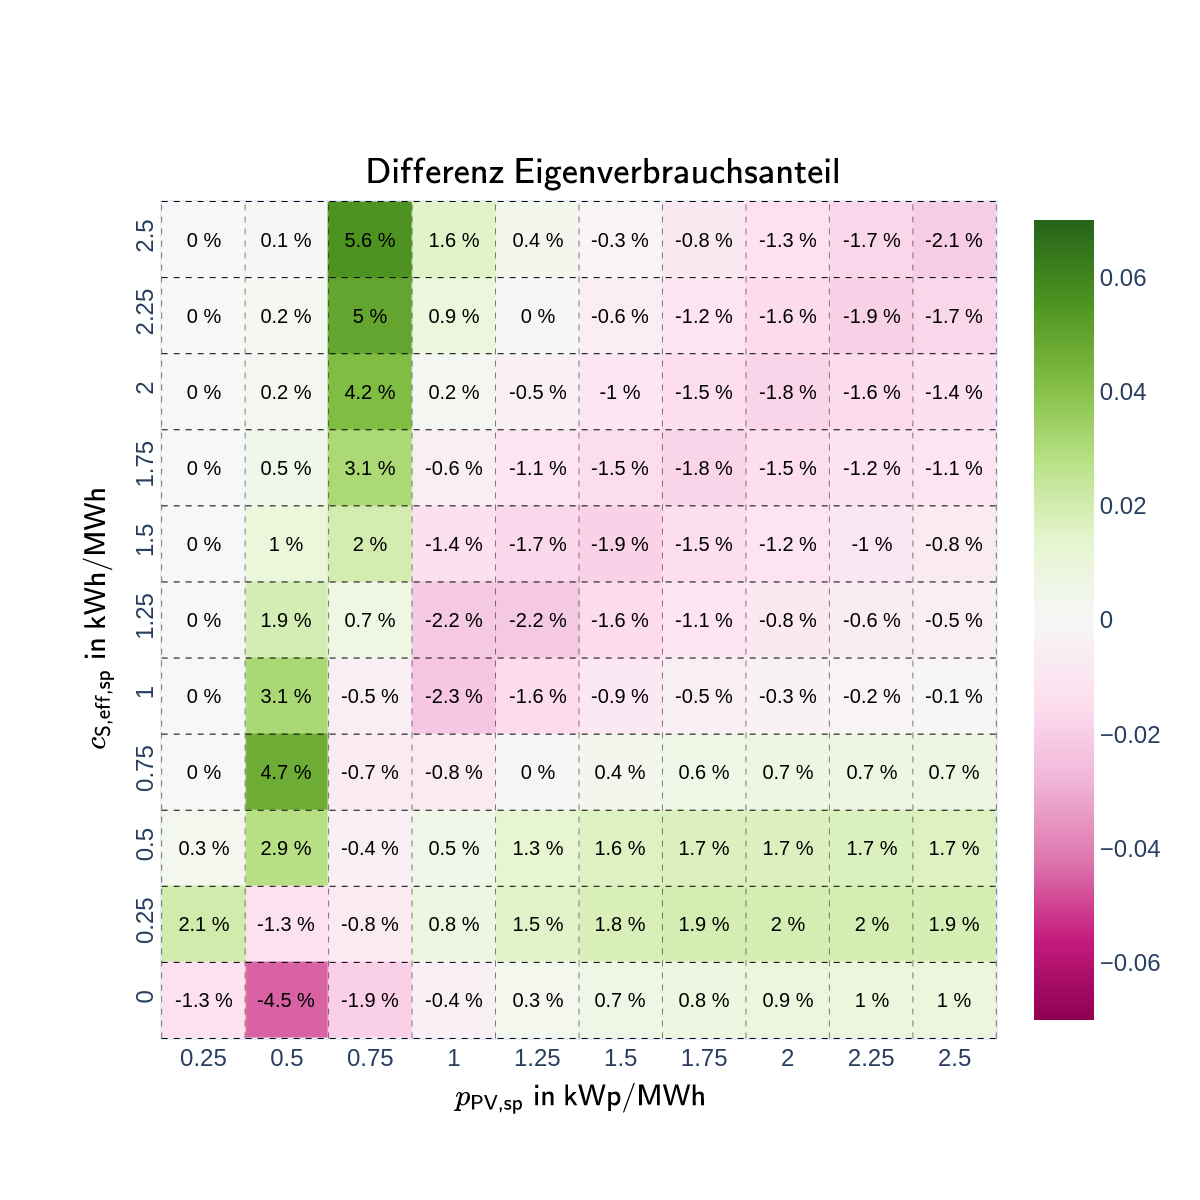 Differenz Eigenverbrauchsanteil
2.5 0 % 0.1 % 5.6 % 1.6 % 0.4 % -0.3 % -0.8 % -1.3 % -1.7 % -2.1 %
2.25 0 % 0.2 % 5 % 0.9 % 0 % -0.6 % -1.2 % -1.6 % -1.9 % -1.7 %
2 0 % 0.2 % 4.2 % 0.2 % -0.5 % -1 % -1.5 % -1.8 % -1.6 % -1.4 %
1.75 0 % 0.5 % 3.1 % -0.6 % -1.1 % -1.5 % -1.8 % -1.5 % -1.2 % -1.1 %
1.5 0 % 1 % 2 % -1.4 % -1.7 % -1.9 % -1.5 % -1.2 % -1 % -0.8 %
1.25 0 % 1.9 % 0.7 % -2.2 % -2.2 % -1.6 % -1.1 % -0.8 % -0.6 % -0.5 %
1 0 % 3.1 % -0.5 % -2.3 % -1.6 % -0.9 % -0.5 % -0.3 % -0.2 % -0.1 %
0.75 0 % 4.7 % -0.7 % -0.8 % 0 % 0.4 % 0.6 % 0.7 % 0.7 % 0.7 %
0.5 0.3 % 2.9 % -0.4 % 0.5 % 1.3 % 1.6 % 1.7 % 1.7 % 1.7 % 1.7 %
0.25 2.1 % -1.3 % -0.8 % 0.8 % 1.5 % 1.8 % 1.9 % 2 % 2 % 1.9 %
0 -1.3 % -4.5 % -1.9 % -0.4 % 0.3 % 0.7 % 0.8 % 0.9 % 1 % 1 %
0.25 0.5 0.75 1 1.25 1.5 1.75 2 2.25 2.5
p PV,sp in kWp/MWh
c S,eff,sp in kWh/MWh
0.06
0.04
0.02
0
−0.02
−0.04
−0.06